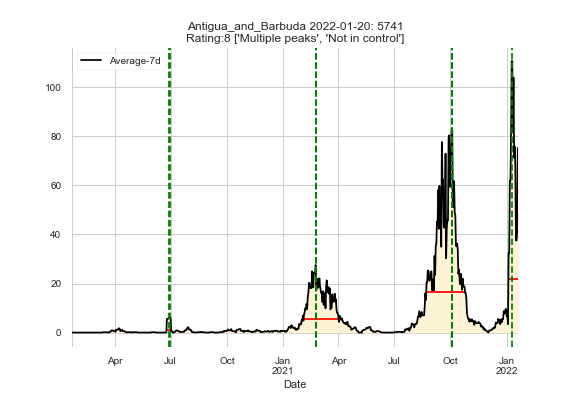 Antigua_and_Barbuda 2022-01-20: 5741
Rating:8 ['Multiple peaks', 'Not in control']
Average-7d
100
80
60
40
20
0
Apr Jul Oct Jan Apr Jul Oct Jan
2021 2022
Date